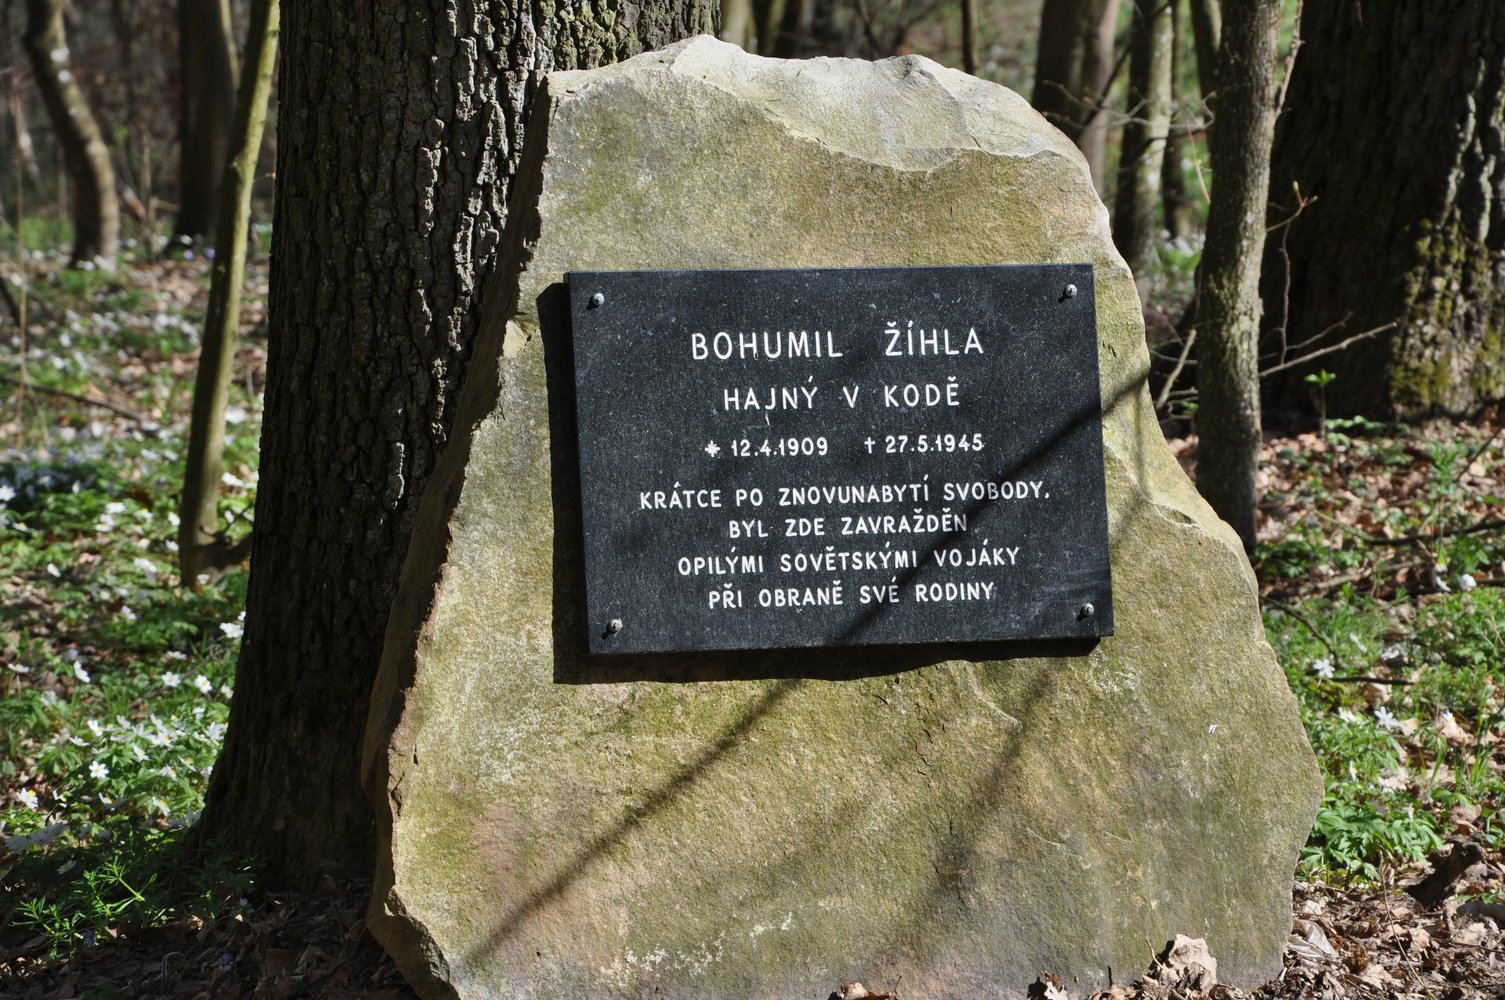 BOHUMIL ŽÍHLA
HAJNÝ V KODĚ
* 12.4.1909 † 27.5.1945
KRÁTCE PO ZNOVUNABYTÍ SVOBODY.
BYL ZDE ZAVRAŽDĚN
OPILÝMI SOVĚTSKÝMI VOJÁKY
PŘI OBRANĚ SVÉ RODINY